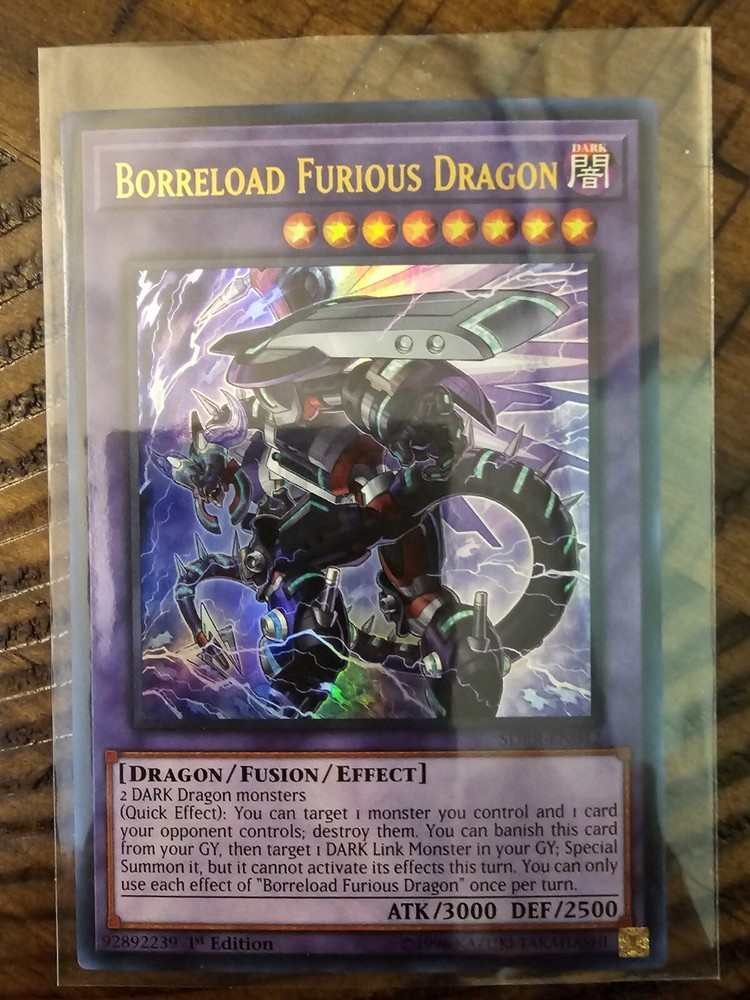 BORRELOAD FURIOUS DRAGON
DARK
闇
[DRAGON/FUSION/EFFECT]
2 DARK Dragon monsters
(Quick Effect): You can target 1 monster you control and 1 card
your opponent controls; destroy them. You can banish this card
from your GY, then target 1 DARK Link Monster in your GY; Special
Summon it, but it cannot activate its effects this turn. You can only
use each effect of "Borreload Furious Dragon" once per turn.
ATK/3000 DEF/2500
92892239 1st Edition
©1996 KAZUKI TAKAHASHI